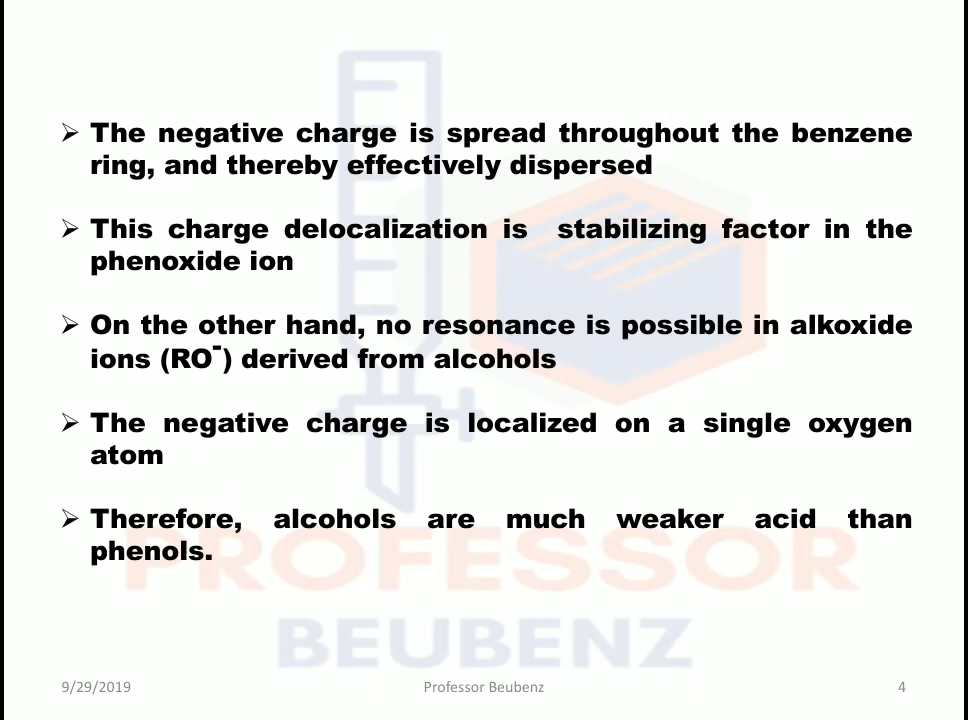 ➢ The negative charge is spread throughout the benzene
ring, and thereby effectively dispersed
➢ This charge delocalization is  stabilizing factor in the
phenoxide ion
➢ On the other hand, no resonance is possible in alkoxide
ions (RO⁻) derived from alcohols
➢ The negative charge is localized on a single oxygen
atom
➢ Therefore, alcohols are much weaker acid than
phenols.
PROFESSOR
BEUBENZ
9/29/2019 Professor Beubenz 4